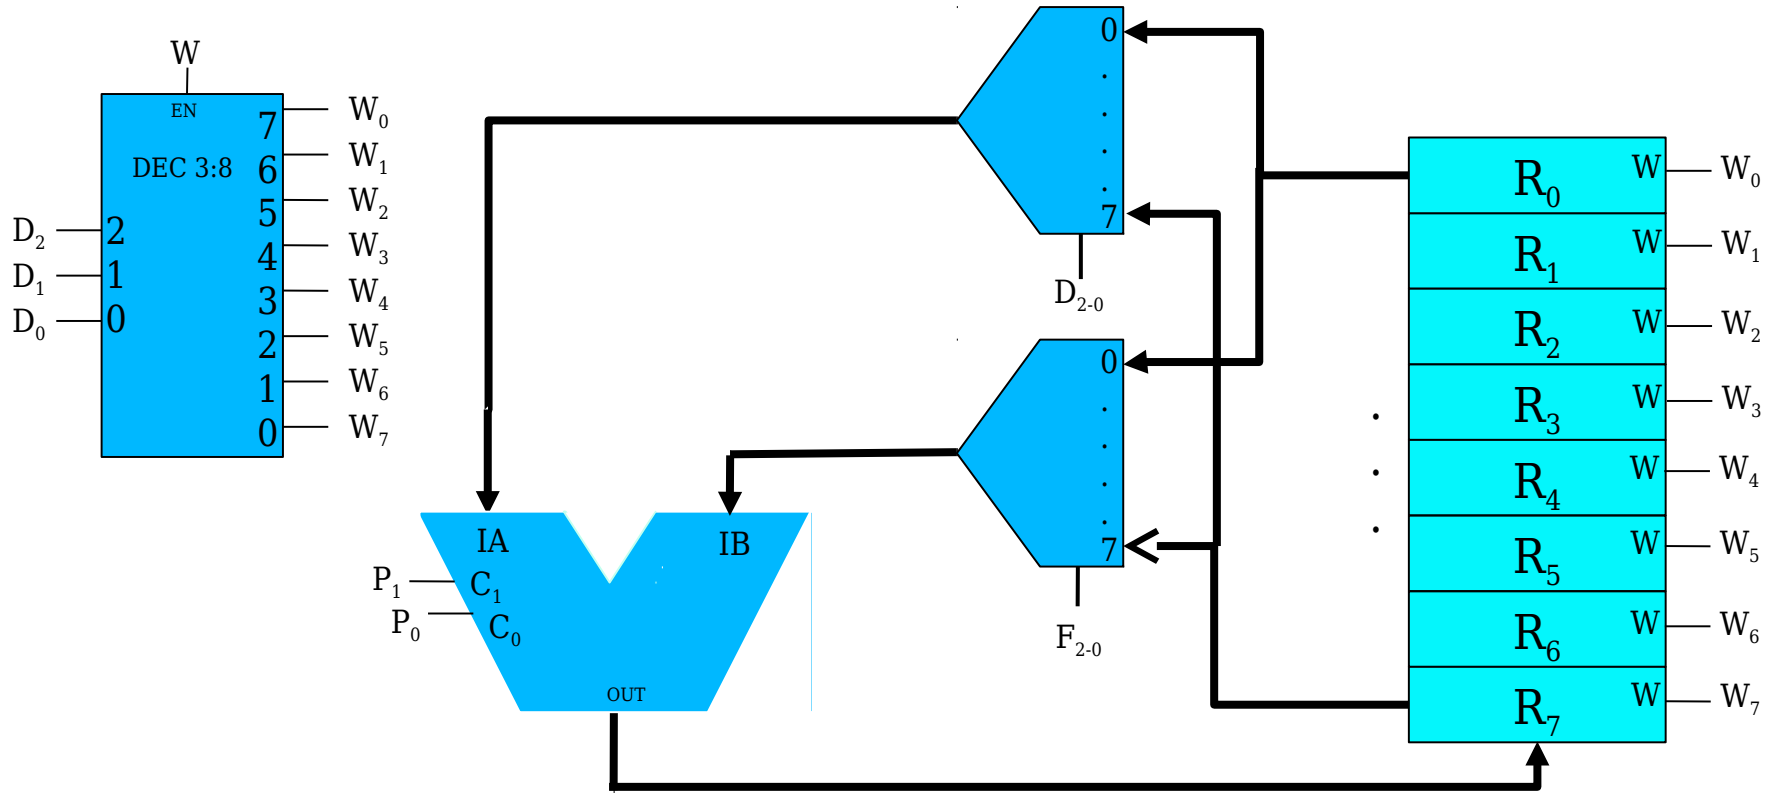 W
EN
DEC 3:8
D2
D1
D0
2
1
0
7
6
5
4
3
2
1
0
W0
W1
W2
W3
W4
W5
W6
W7
0
.
.
.
.
7
D2-0
0
.
.
.
.
7
F2-0
IA
IB
P1
C1
P0
C0
OUT
.
.
.
R0 W W0
R1 W W1
R2 W W2
R3 W W3
R4 W W4
R5 W W5
R6 W W6
R7 W W7